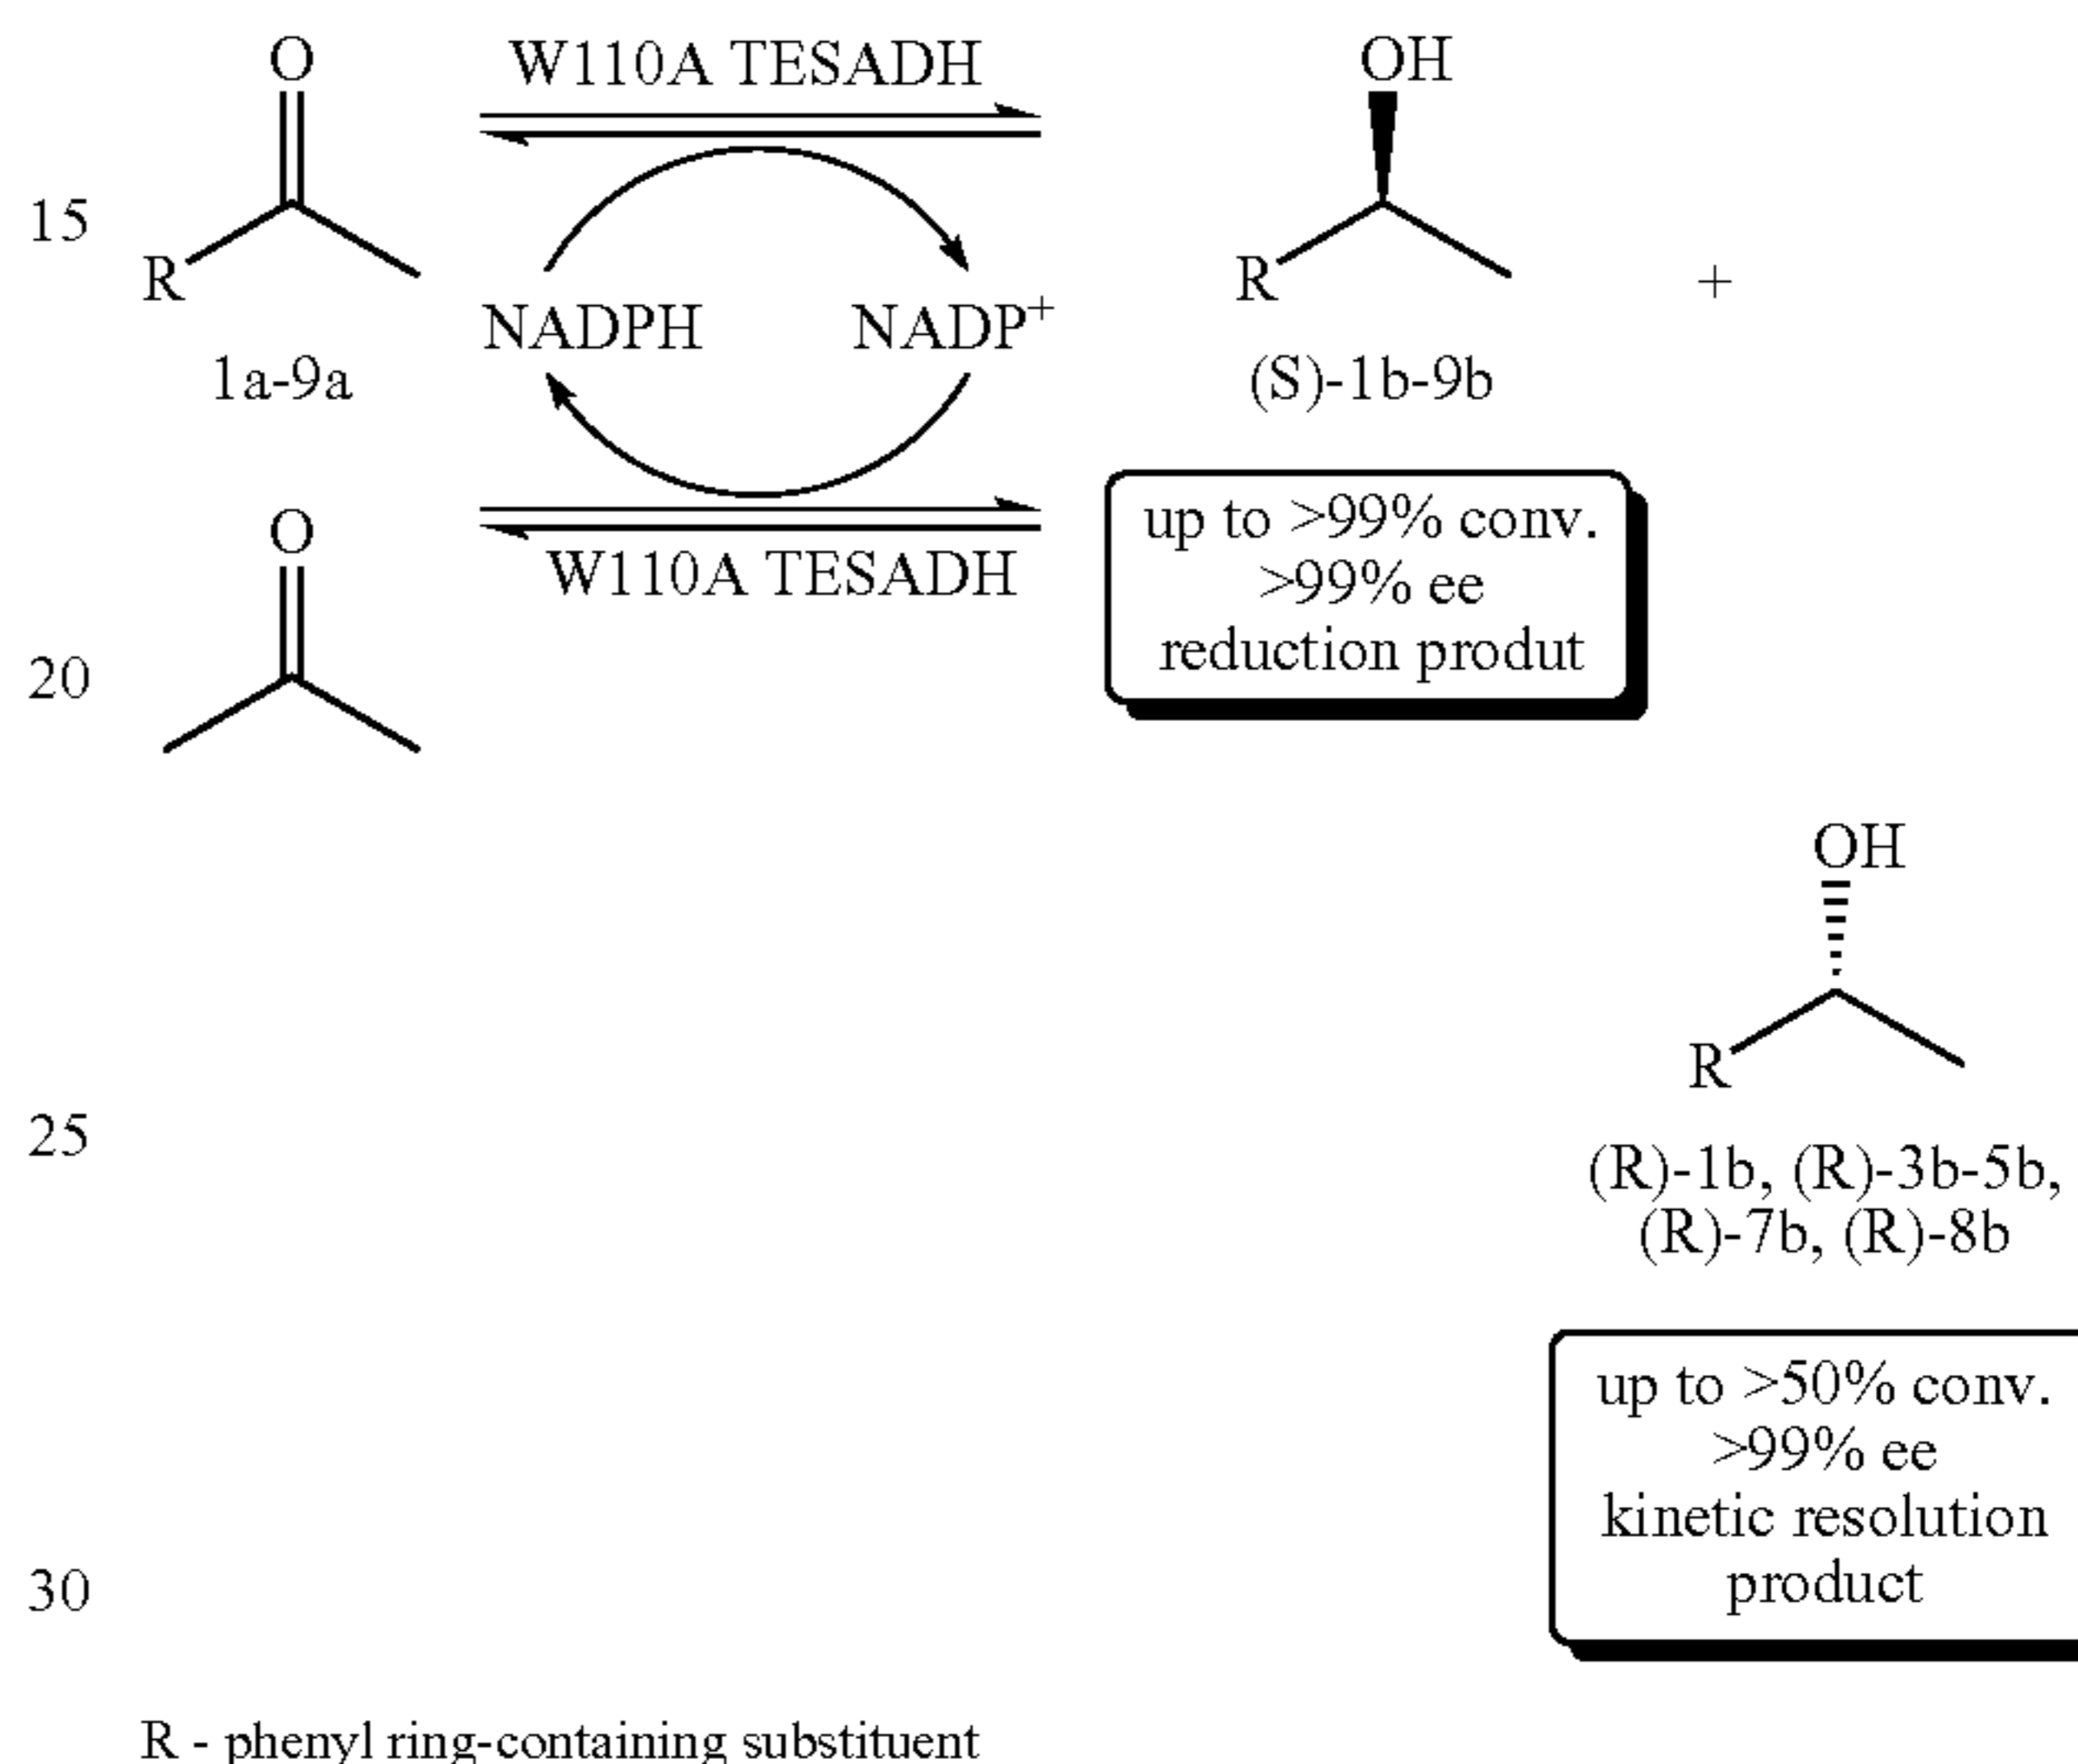 O
W110A TESADH
OH
15
R
R
+
NADPH
NADP+
1a-9a
(S)-1b-9b
O
W110A TESADH
up to >99% conv.
>99% ee
reduction produt
20
OH
R
25
(R)-1b, (R)-3b-5b,
(R)-7b, (R)-8b
up to >50% conv.
>99% ee
kinetic resolution
product
30
R - phenyl ring-containing substituent